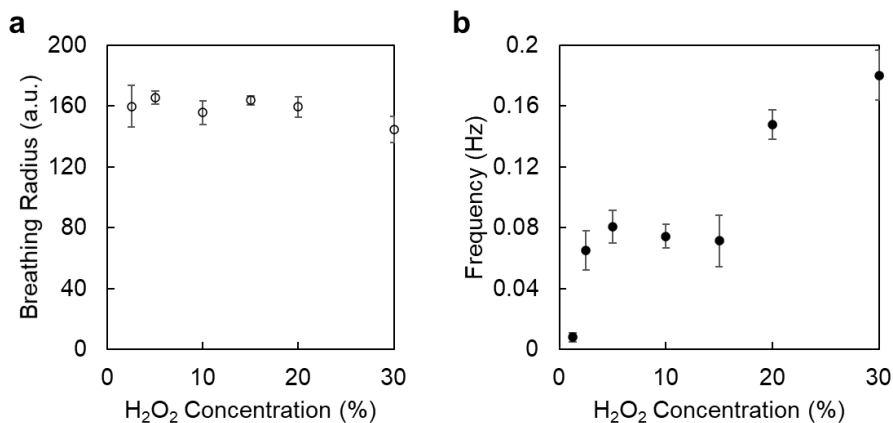 a
200
160
120
80
40
0
Breathing Radius (a.u.)
0 10 20 30
H₂O₂ Concentration (%)
b
0.2
0.16
0.12
0.08
0.04
0
Frequency (Hz)
0 10 20 30
H₂O₂ Concentration (%)